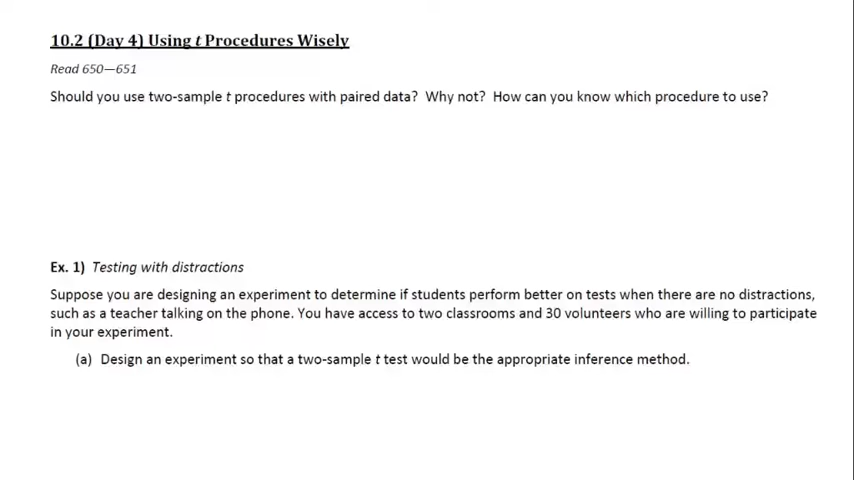 10.2 (Day 4) Using t Procedures Wisely
Read 650—651
Should you use two-sample t procedures with paired data? Why not? How can you know which procedure to use?
Ex. 1) Testing with distractions
Suppose you are designing an experiment to determine if students perform better on tests when there are no distractions,
such as a teacher talking on the phone. You have access to two classrooms and 30 volunteers who are willing to participate
in your experiment.
(a) Design an experiment so that a two-sample t test would be the appropriate inference method.